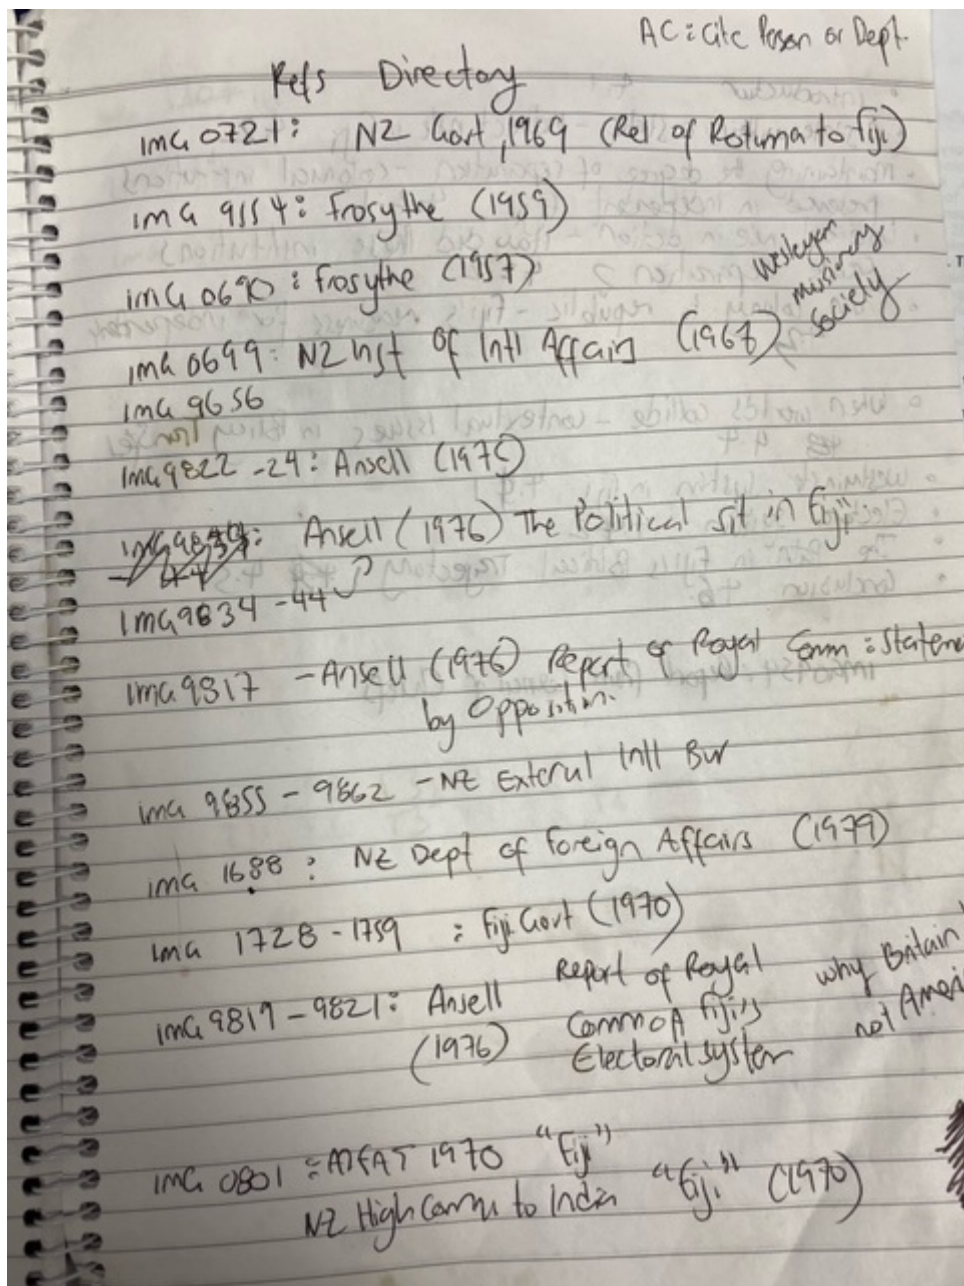 AC: Cite Person or Dept.
Refs Directory
IMG 0721: NZ Govt, 1969 (Rel of Rotuma to Fiji)
IMG 9154: Frosythe (1959)
IMG 0690: Frosythe (1957)
Wesleyan
missionary
society
IMG 0699: NZ Inst of Intl Affairs (1967)
IMG 9656
IMG 9822-24: Ansell (1975)
Ansell (1976) The Political Sit in Fiji"
IMG 9834-44
IMG 9817 - Ansell (1976) Report of Royal Comm: Stateme
by Opposition.
IMG 9855-9862 - NZ External Intl Bur
IMG 1688: NZ Dept of Foreign Affairs (1979)
IMG 1728-1759: Fiji Govt (1970)
IMG 9819-9821: Ansell Report of Royal
(1976) Comm of Fiji's
Electoral System
why Britain
not Ameri
IMG 0801: ADFAT 1970 "Fiji"
NZ High Comm to India "Fiji" (1970)